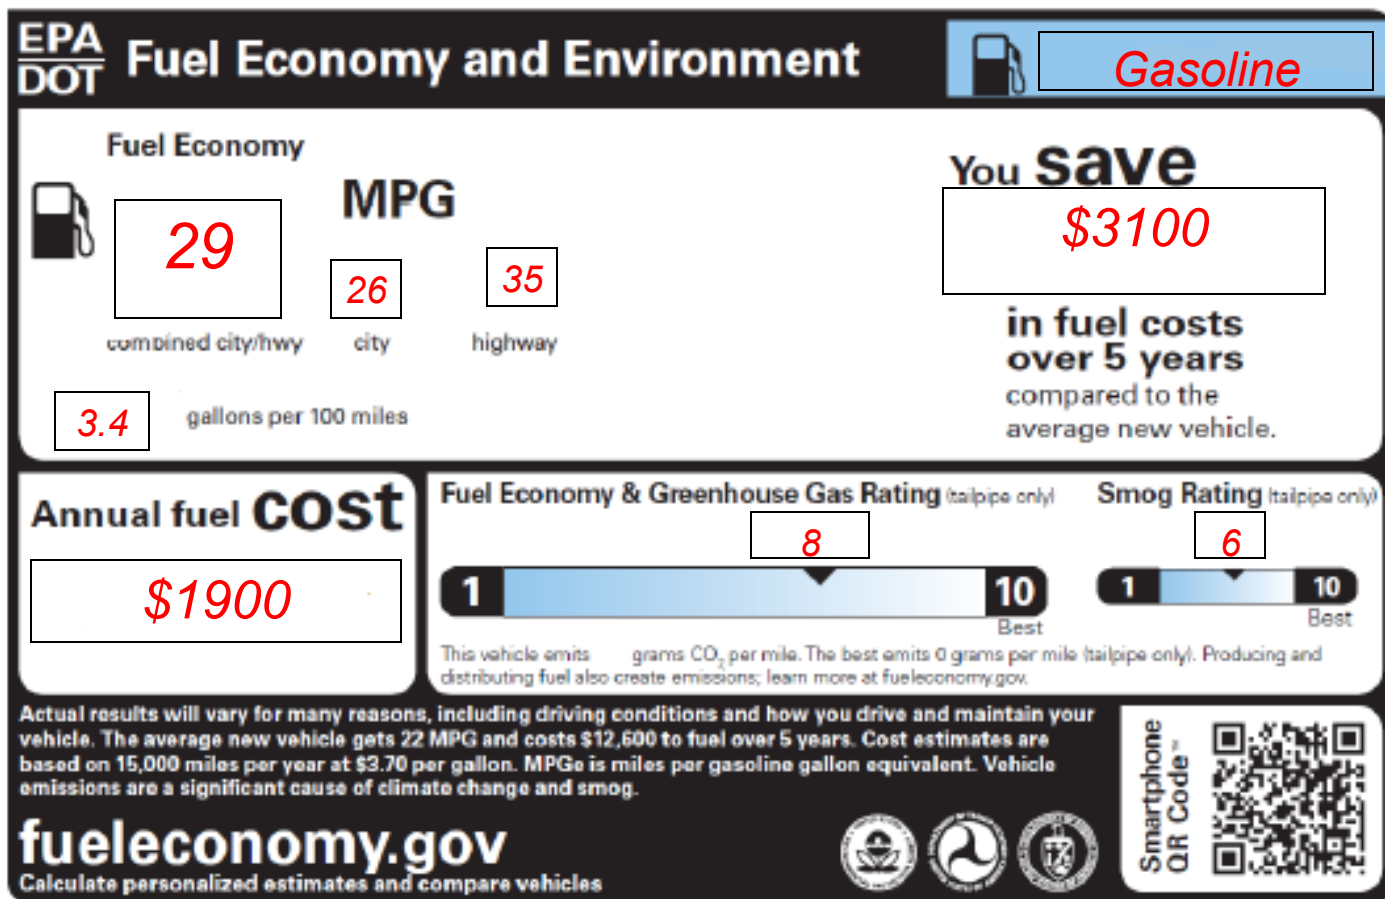 EPA
DOT
Fuel Economy and Environment
Gasoline
Fuel Economy
MPG
29
26
35
combined city/hwy
city
highway
3.4
gallons per 100 miles
You save
$3100
in fuel costs
over 5 years
compared to the
average new vehicle.
Annual fuel cost
$1900
Fuel Economy & Greenhouse Gas Rating (tailpipe only)
8
1
10
Best
Smog Rating (tailpipe only)
6
1
10
Best
This vehicle emits grams CO2 per mile. The best emits 0 grams per mile (tailpipe only). Producing and
distributing fuel also create emissions; learn more at fueleconomy.gov.
Actual results will vary for many reasons, including driving conditions and how you drive and maintain your
vehicle. The average new vehicle gets 22 MPG and costs $12,600 to fuel over 5 years. Cost estimates are
based on 15,000 miles per year at $3.70 per gallon. MPGe is miles per gasoline gallon equivalent. Vehicle
emissions are a significant cause of climate change and smog.
fueleconomy.gov
Calculate personalized estimates and compare vehicles
Smartphone
QR Code™